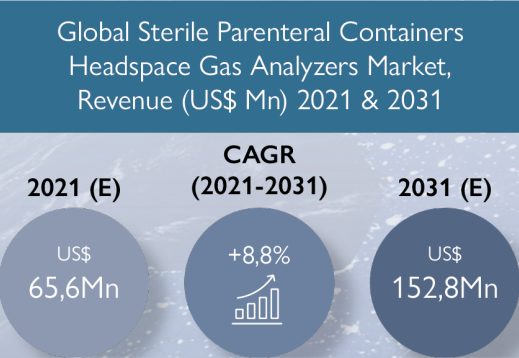 Global Sterile Parenteral Containers
Headspace Gas Analyzers Market,
Revenue (US$ Mn) 2021 & 2031
CAGR
(2021-2031)
2021 (E)
2031 (E)
US$
65,6Mn
+8,8%
US$
152,8Mn